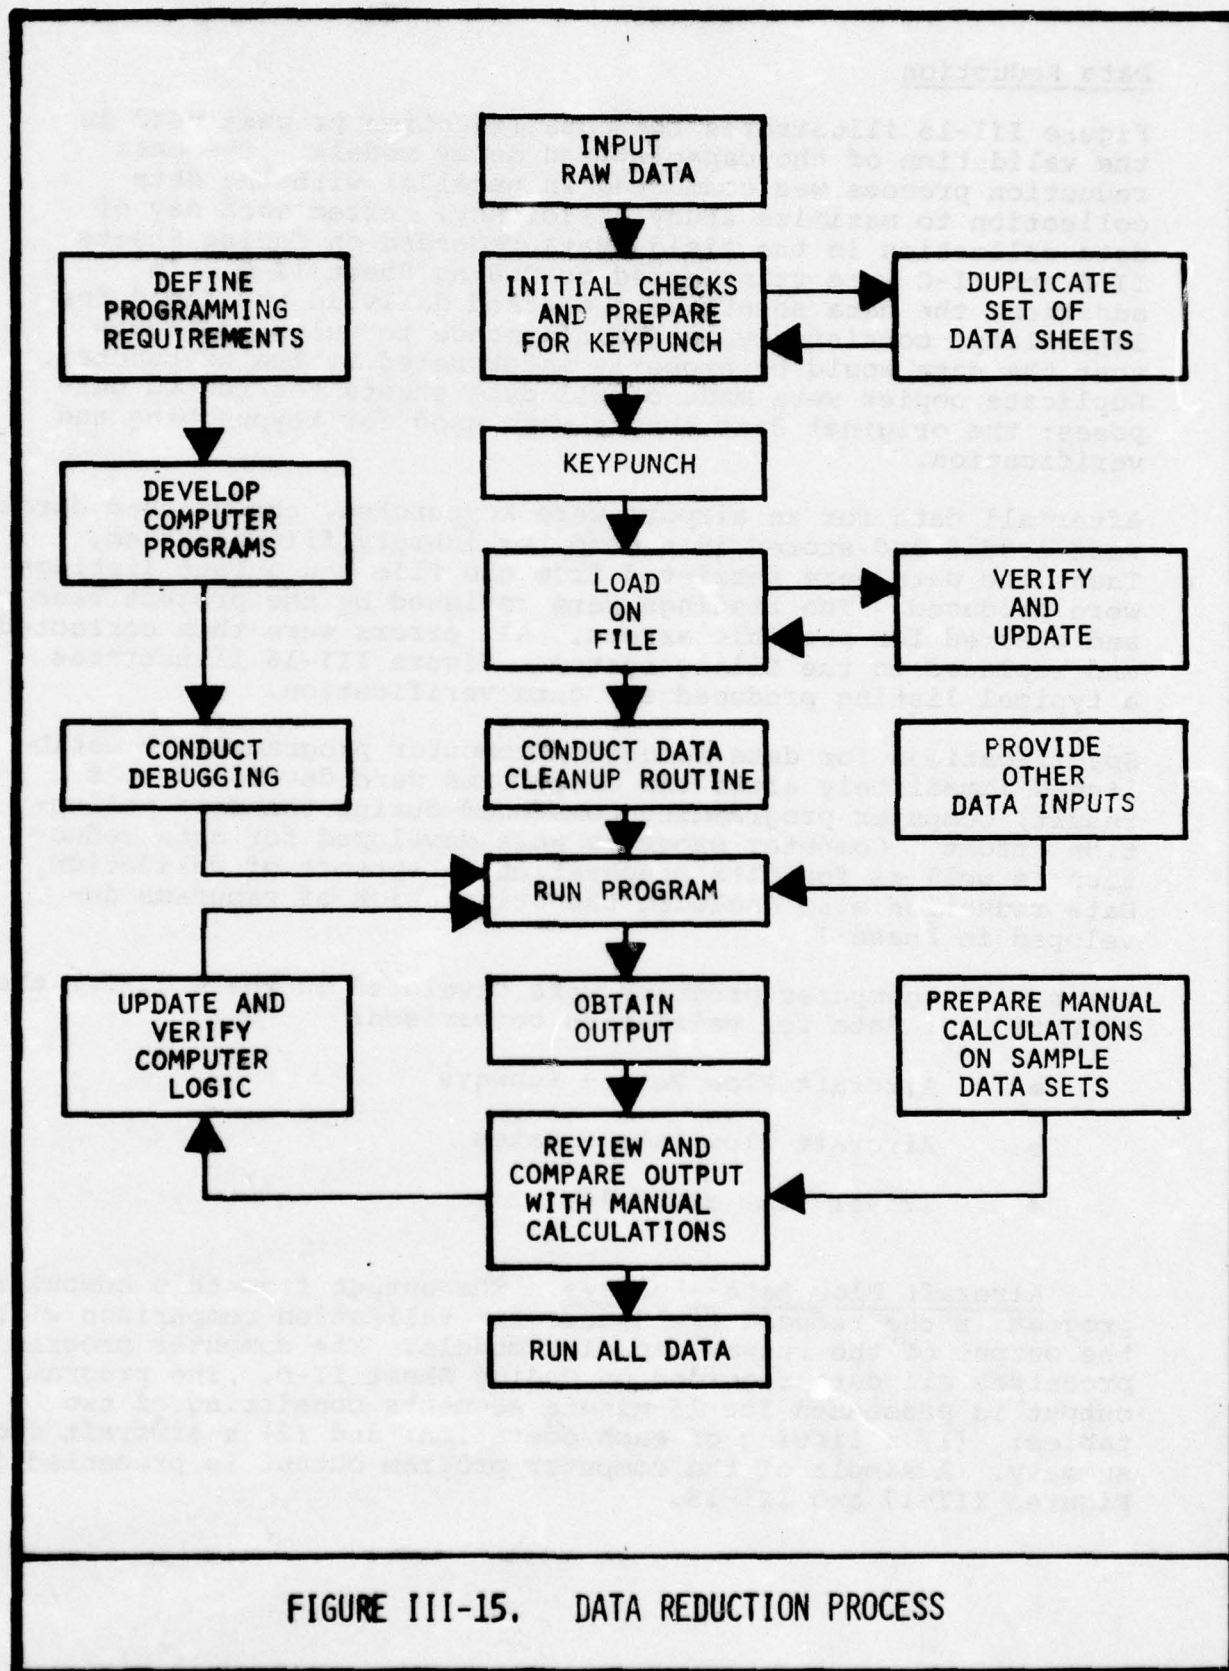 INPUT
RAW DATA
DEFINE
PROGRAMMING
REQUIREMENTS
INITIAL CHECKS
AND PREPARE
FOR KEYPUNCH
DUPLICATE
SET OF
DATA SHEETS
DEVELOP
COMPUTER
PROGRAMS
KEYPUNCH
LOAD
ON
FILE
VERIFY
AND
UPDATE
CONDUCT
DEBUGGING
CONDUCT DATA
CLEANUP ROUTINE
PROVIDE
OTHER
DATA INPUTS
RUN PROGRAM
UPDATE AND
VERIFY
COMPUTER
LOGIC
OBTAIN
OUTPUT
PREPARE MANUAL
CALCULATIONS
ON SAMPLE
DATA SETS
REVIEW AND
COMPARE OUTPUT
WITH MANUAL
CALCULATIONS
RUN ALL DATA
FIGURE III-15. DATA REDUCTION PROCESS